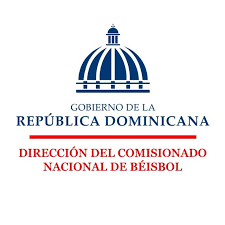 GOBIERNO DE LA
REPÚBLICA DOMINICANA
DIRECCIÓN DEL COMISIONADO
NACIONAL DE BÉISBOL